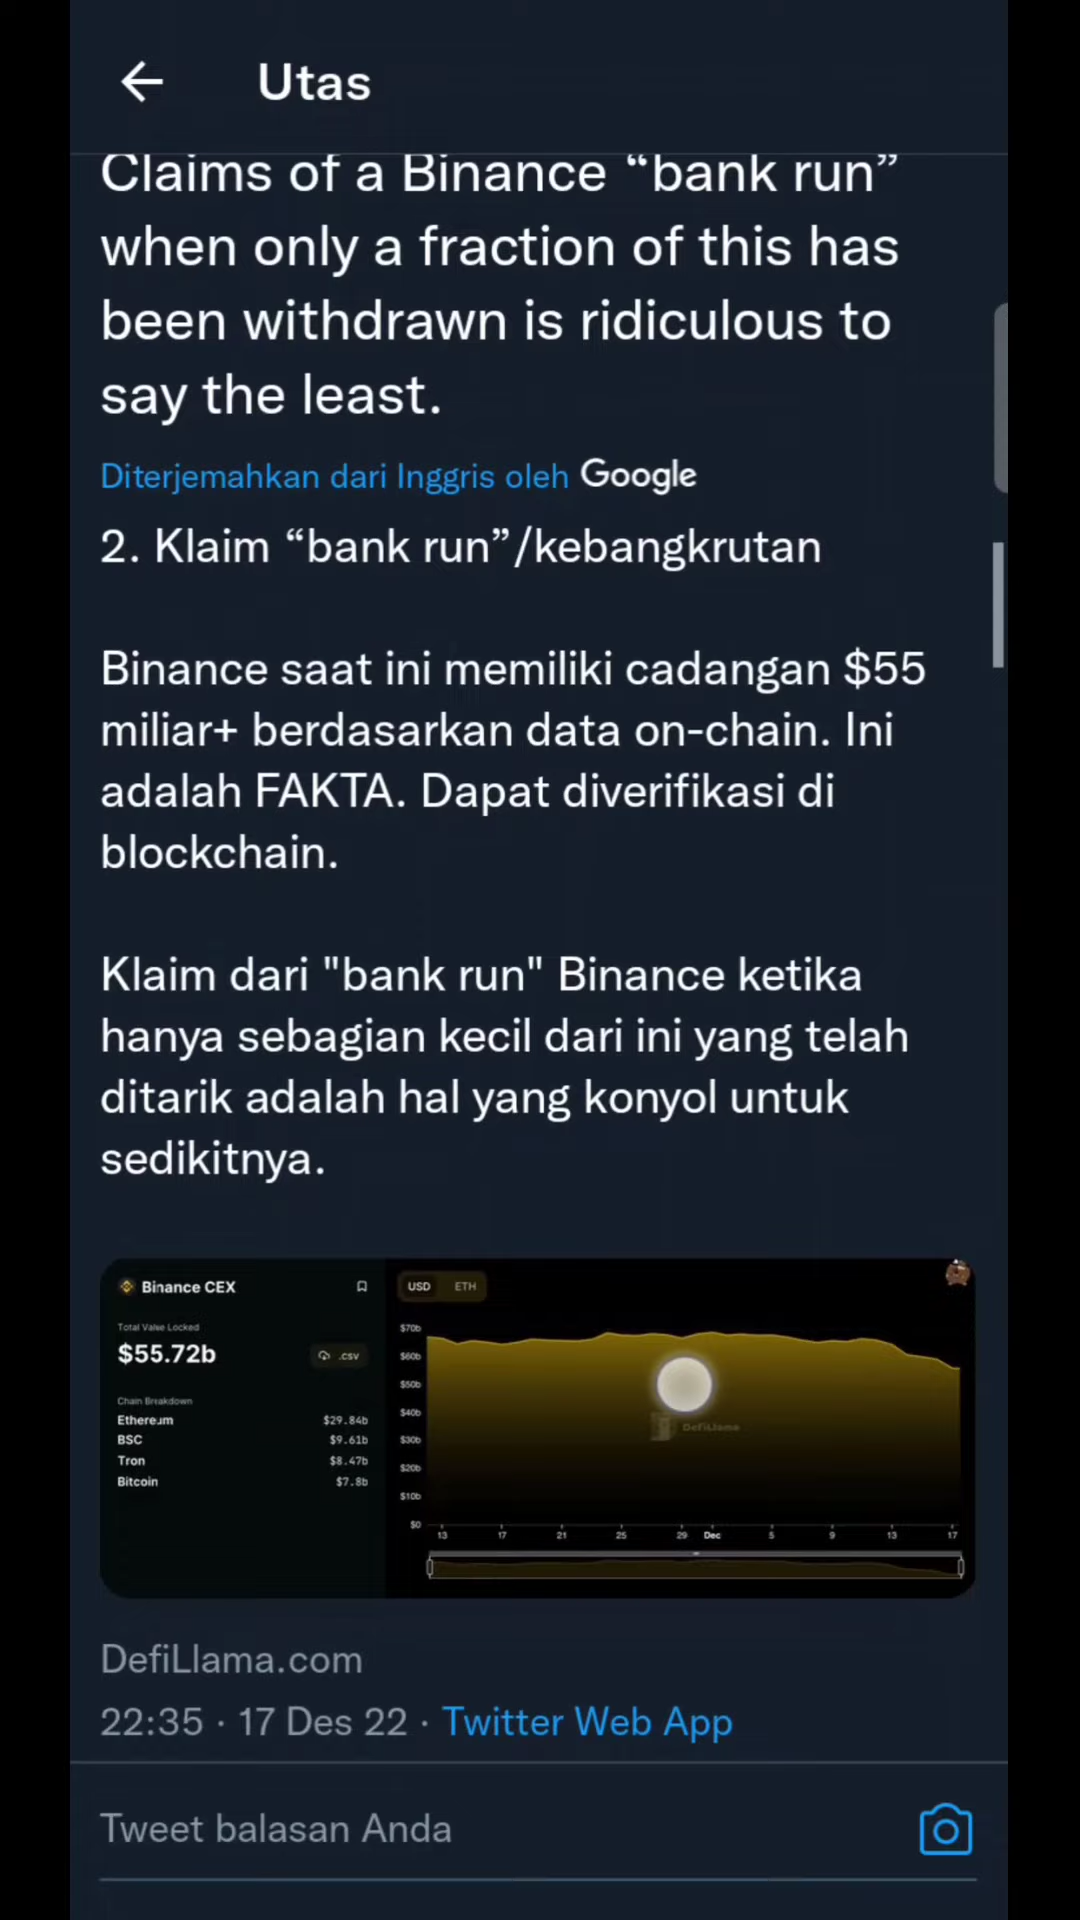 Utas
Claims of a Binance “bank run”
when only a fraction of this has
been withdrawn is ridiculous to
say the least.
Diterjemahkan dari Inggris oleh Google
2. Klaim “bank run”/kebangkrutan
Binance saat ini memiliki cadangan $55
miliar+ berdasarkan data on-chain. Ini
adalah FAKTA. Dapat diverifikasi di
blockchain.
Klaim dari "bank run" Binance ketika
hanya sebagian kecil dari ini yang telah
ditarik adalah hal yang konyol untuk
sedikitnya.
Binance CEX
Total Value Locked
$55.72b
.csv
Chain Breakdown
Ethereum $29.84b
BSC $9.61b
Tron $8.47b
Bitcoin $7.8b
USD ETH
$70b
$60b
$50b
$40b
$30b
$20b
$10b
$0
DefiLlama
13 17 21 25 29 Dec 5 9 13 17
DefiLlama.com
22:35 · 17 Des 22 · Twitter Web App
Tweet balasan Anda